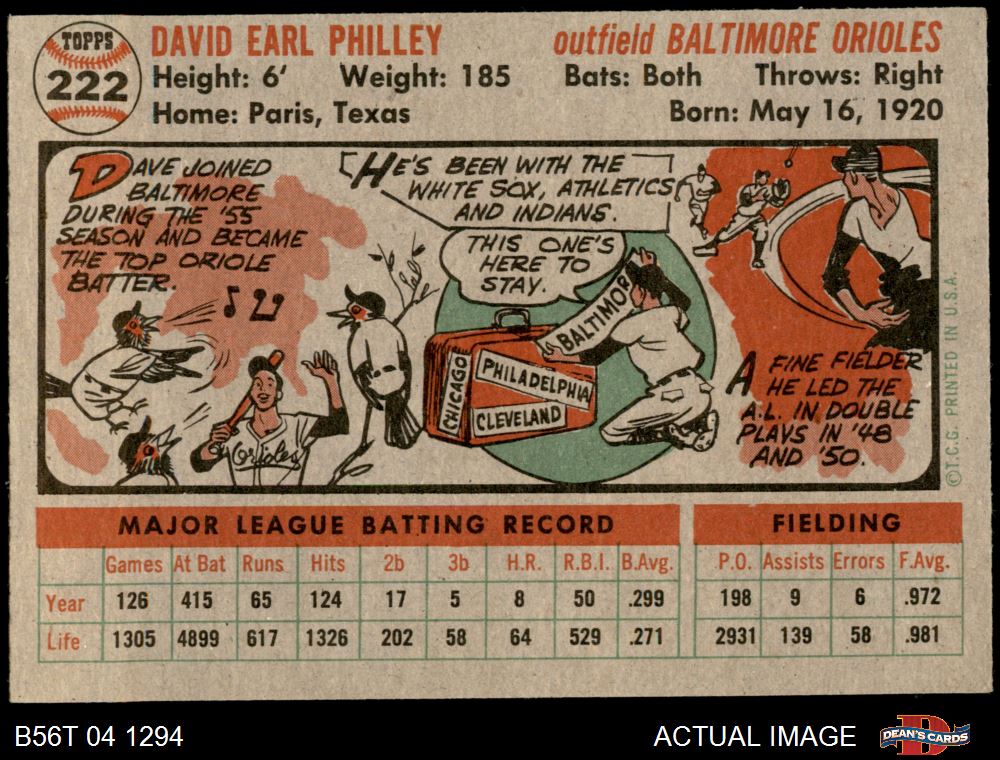 TOPPS
222
DAVID EARL PHILLEY
outfield BALTIMORE ORIOLES
Height: 6' Weight: 185 Bats: Both Throws: Right
Home: Paris, Texas Born: May 16, 1920
DAVE JOINED
BALTIMORE
DURING THE '55
SEASON AND BECAME
THE TOP ORIOLE
BATTER.
Orioles
HE'S BEEN WITH THE
WHITE SOX, ATHLETICS
AND INDIANS.
THIS ONE'S
HERE TO
STAY.
BALTIMOR
CHICAGO
PHILADELPHIA
CLEVELAND
A FINE FIELDER
HE LED THE
A.L. IN DOUBLE
PLAYS IN '48
AND '50.
©T.C.G. PRINTED IN U.S.A.
MAJOR LEAGUE BATTING RECORD FIELDING
Games At Bat Runs Hits 2b 3b H.R. R.B.I. B.Avg. P.O. Assists Errors F.Avg.
Year 126 415 65 124 17 5 8 50 .299 198 9 6 .972
Life 1305 4899 617 1326 202 58 64 529 .271 2931 139 58 .981
B56T 04 1294 ACTUAL IMAGE
D
DEAN'S CARDS